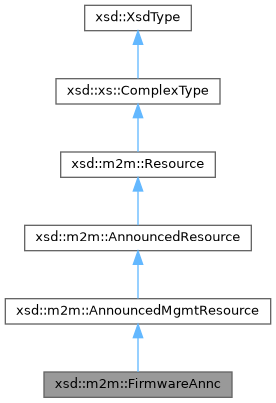 xsd::XsdType
xsd::xs::ComplexType
xsd::m2m::Resource
xsd::m2m::AnnouncedResource
xsd::m2m::AnnouncedMgmtResource
xsd::m2m::FirmwareAnnc